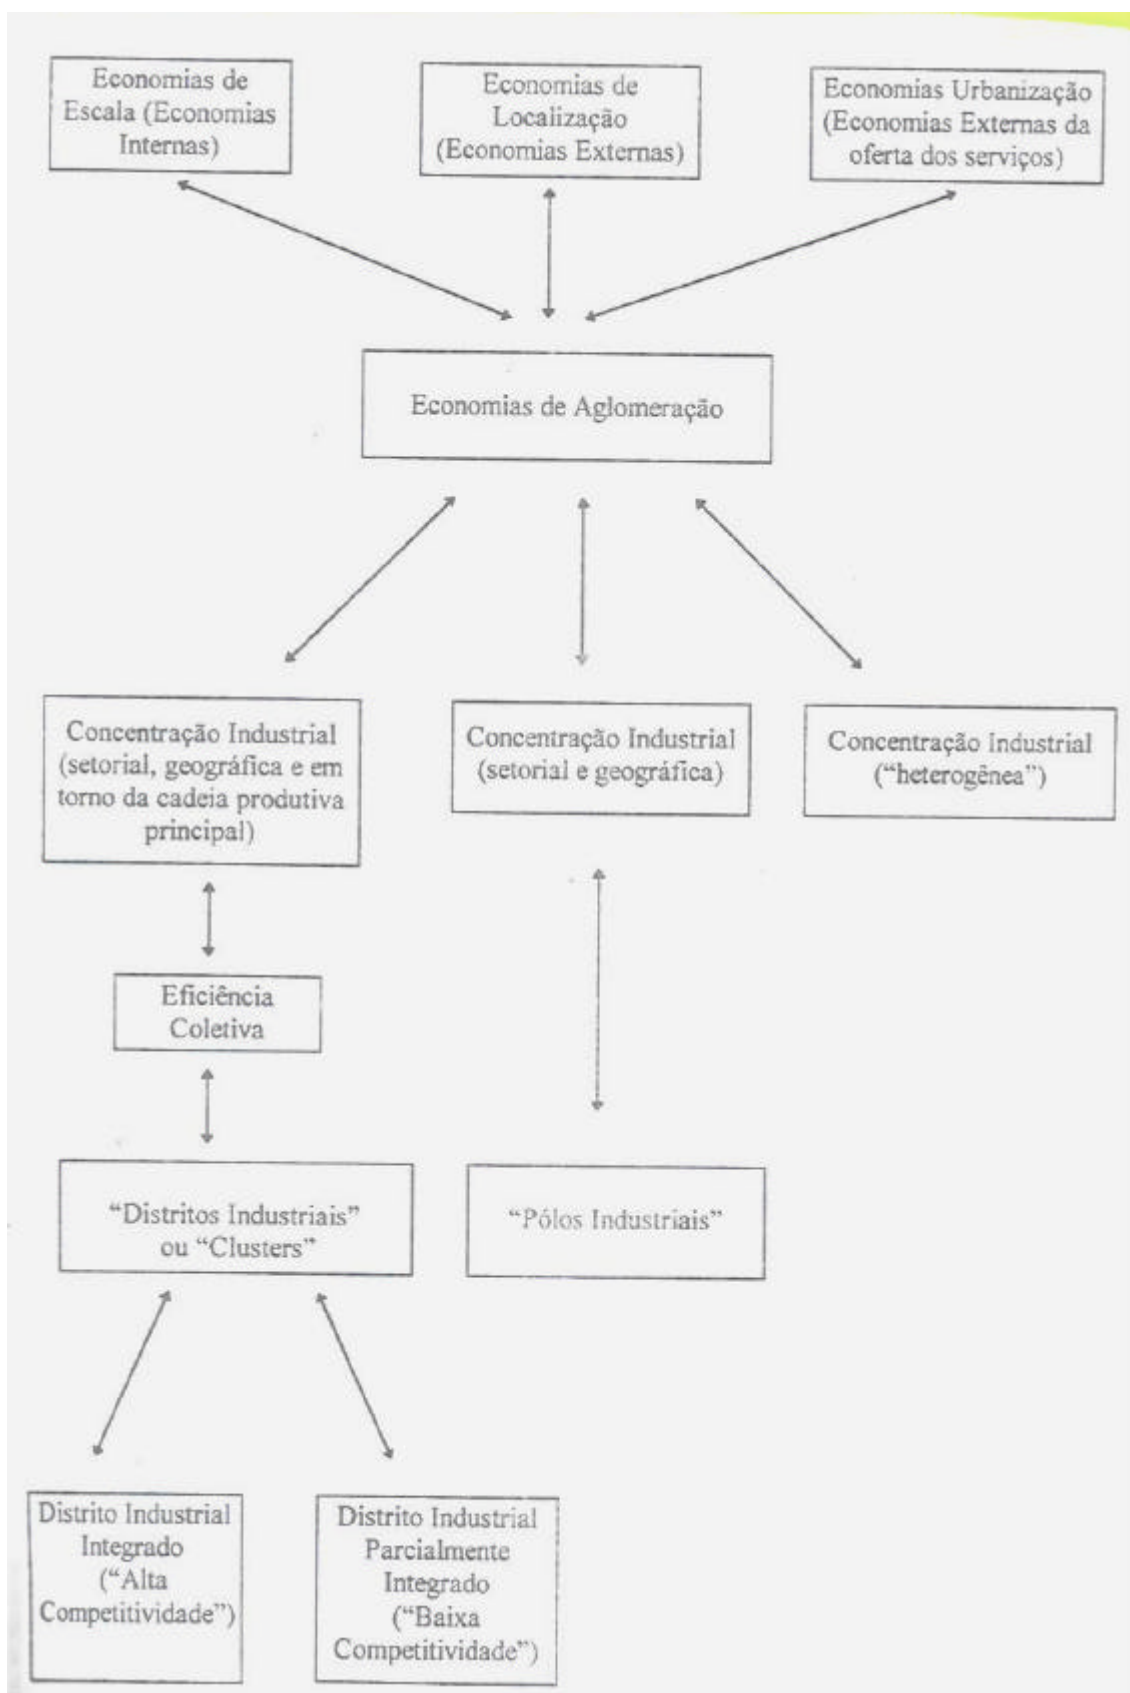 Economias de
Escala (Economias
Internas)
Economias de
Localização
(Economias Externas)
Economias Urbanização
(Economias Externas da
oferta dos serviços)
Economias de Aglomeração
Concentração Industrial
(setorial, geográfica e em
torno da cadeia produtiva
principal)
Concentração Industrial
(setorial e geográfica)
Concentração Industrial
(“heterogênea”)
Eficiência
Coletiva
“Distritos Industriais”
ou “Clusters”
“Pólos Industriais”
Distrito Industrial
Integrado
(“Alta
Competitividade”)
Distrito Industrial
Parcialmente
Integrado
(“Baixa
Competitividade”)